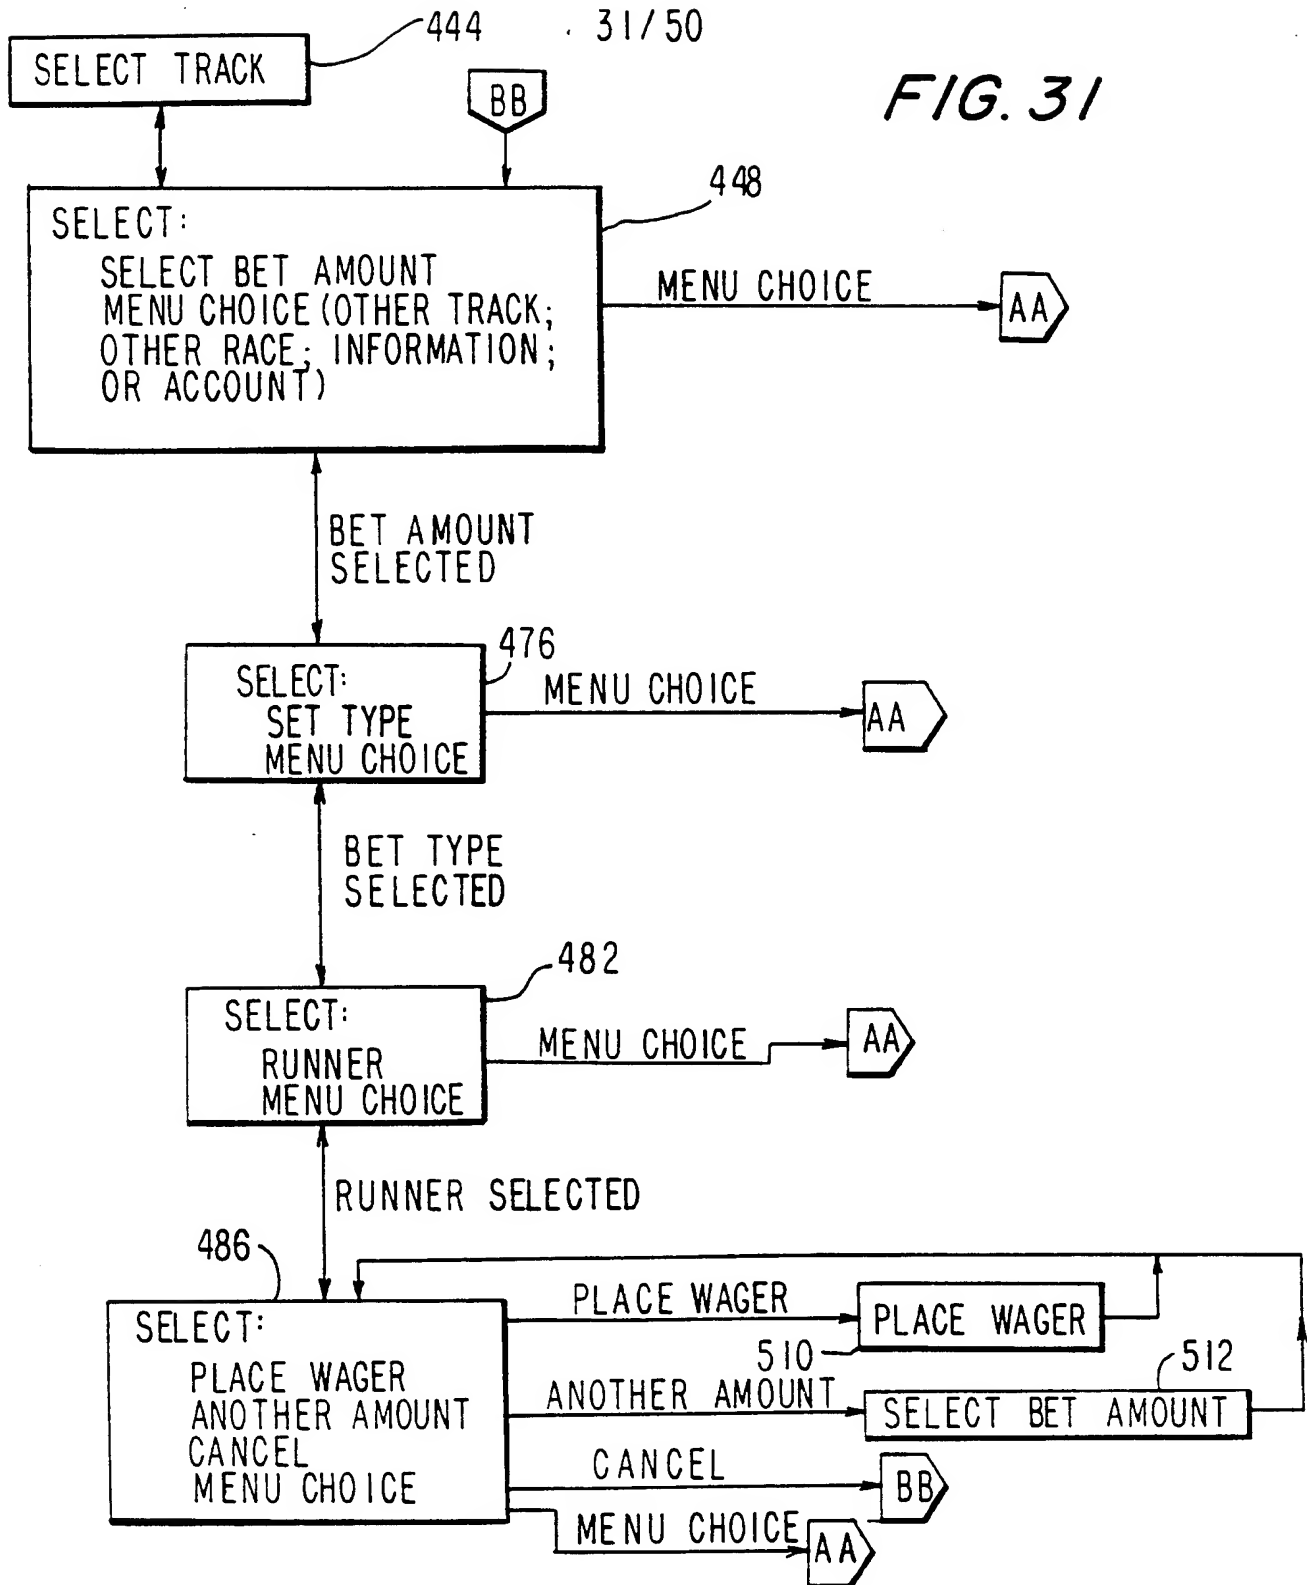 444
31/50
SELECT TRACK
BB
FIG. 31
448
SELECT:
SELECT BET AMOUNT
MENU CHOICE (OTHER TRACK;
OTHER RACE; INFORMATION;
OR ACCOUNT)
MENU CHOICE
AA
BET AMOUNT
SELECTED
476
SELECT:
SET TYPE
MENU CHOICE
MENU CHOICE
AA
BET TYPE
SELECTED
482
SELECT:
RUNNER
MENU CHOICE
MENU CHOICE
AA
RUNNER SELECTED
486
SELECT:
PLACE WAGER
ANOTHER AMOUNT
CANCEL
MENU CHOICE
PLACE WAGER
PLACE WAGER
510
512
ANOTHER AMOUNT
SELECT BET AMOUNT
CANCEL
BB
MENU CHOICE
AA